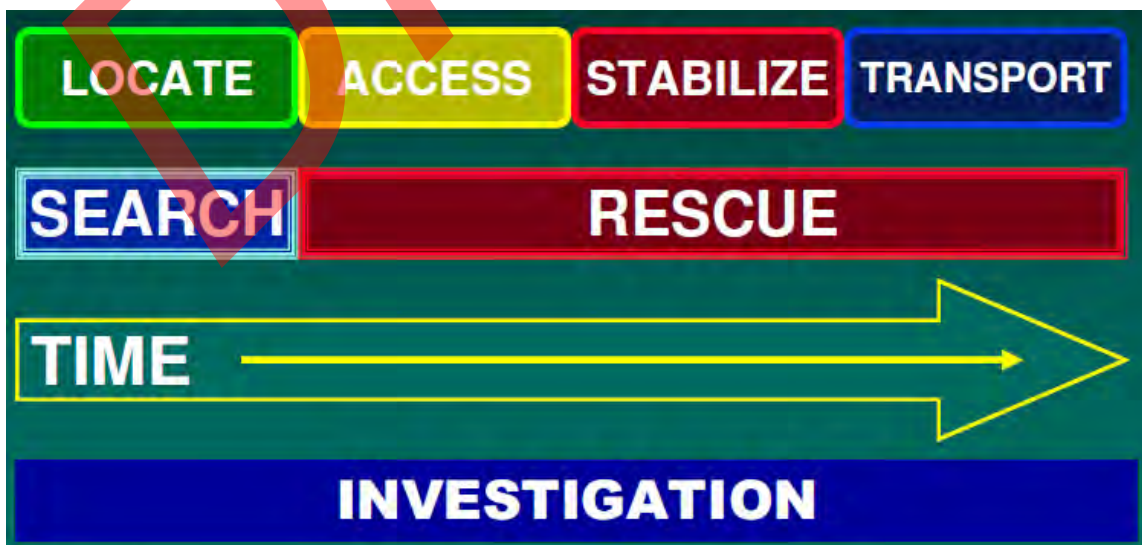 LOCATE ACCESS STABILIZE TRANSPORT
SEARCH RESCUE
TIME
INVESTIGATION